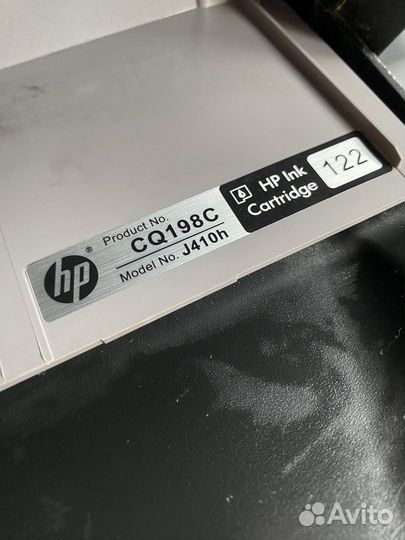 hp®
Product No.
CQ198C
Model No. J410h
HP Ink
Cartridge
122
Avito